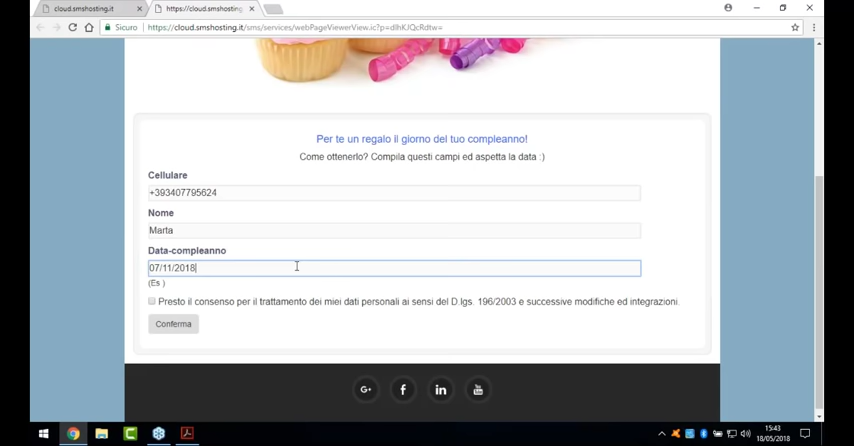 cloud.smshosting.it
https://cloud.smshosting
Sicuro
https://cloud.smshosting.it/sms/services/webPageViewerView.ic?p=dlhKJQcRdtw=
Per te un regalo il giorno del tuo compleanno!
Come ottenerlo? Compila questi campi ed aspetta la data :)
Cellulare
+393407795624
Nome
Marta
Data-compleanno
07/11/2018
(Es )
Presto il consenso per il trattamento dei miei dati personali ai sensi del D.lgs. 196/2003 e successive modifiche ed integrazioni.
Conferma
G+
f
in
You Tube
15:43
18/05/2018